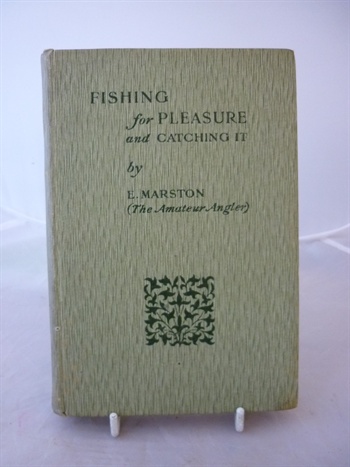 FISHING
for PLEASURE
and CATCHING IT
by
E. MARSTON
(The Amateur Angler)